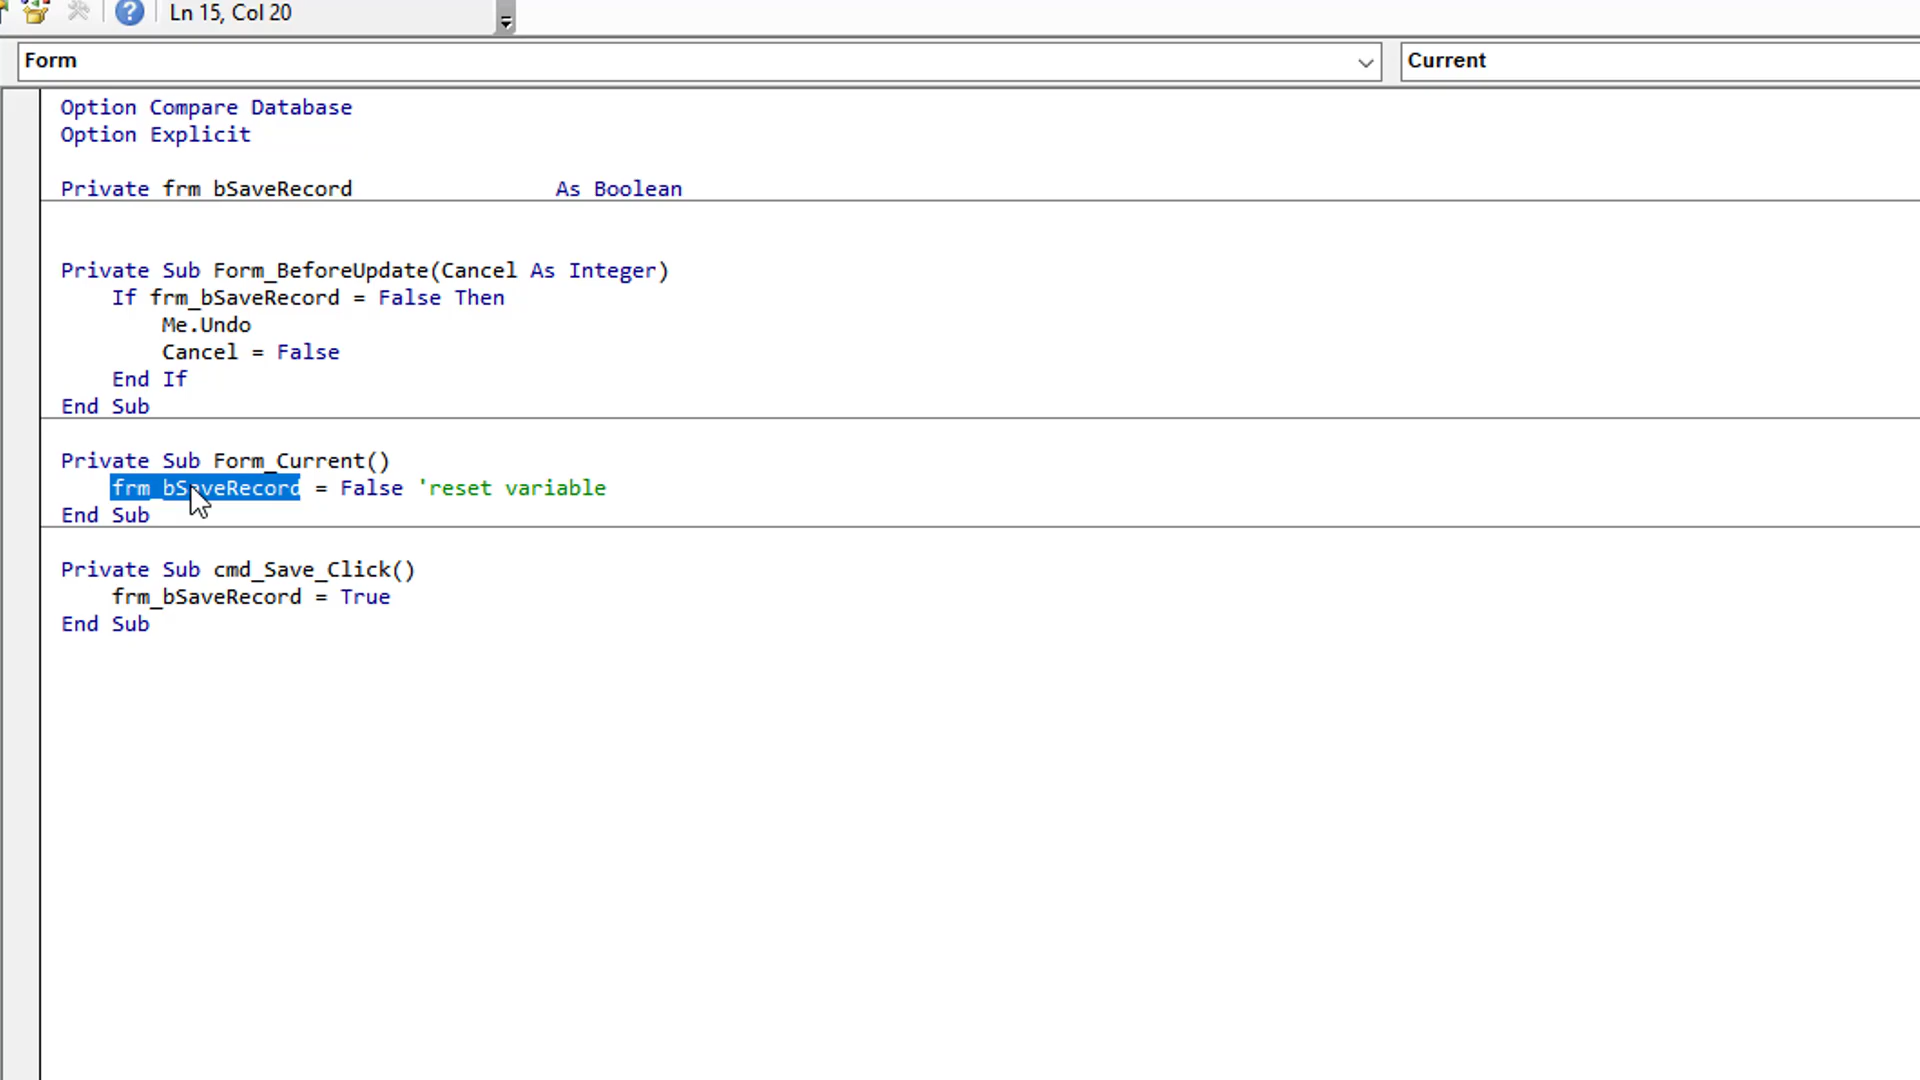 Ln 15, Col 20
Form
Current
Option Compare Database
Option Explicit
Private frm_bSaveRecord As Boolean
Private Sub Form_BeforeUpdate(Cancel As Integer)
If frm_bSaveRecord = False Then
Me.Undo
Cancel = False
End If
End Sub
Private Sub Form_Current()
frm_bSaveRecord = False 'reset variable
End Sub
Private Sub cmd_Save_Click()
frm_bSaveRecord = True
End Sub